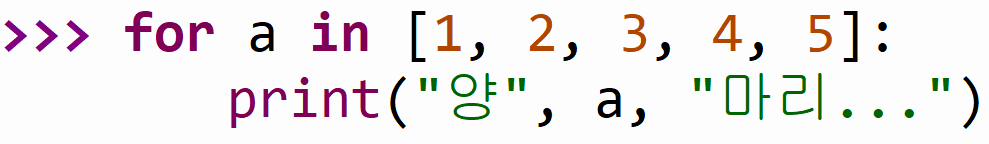 >>> for a in [1, 2, 3, 4, 5]:
print("양", a, "마리...")